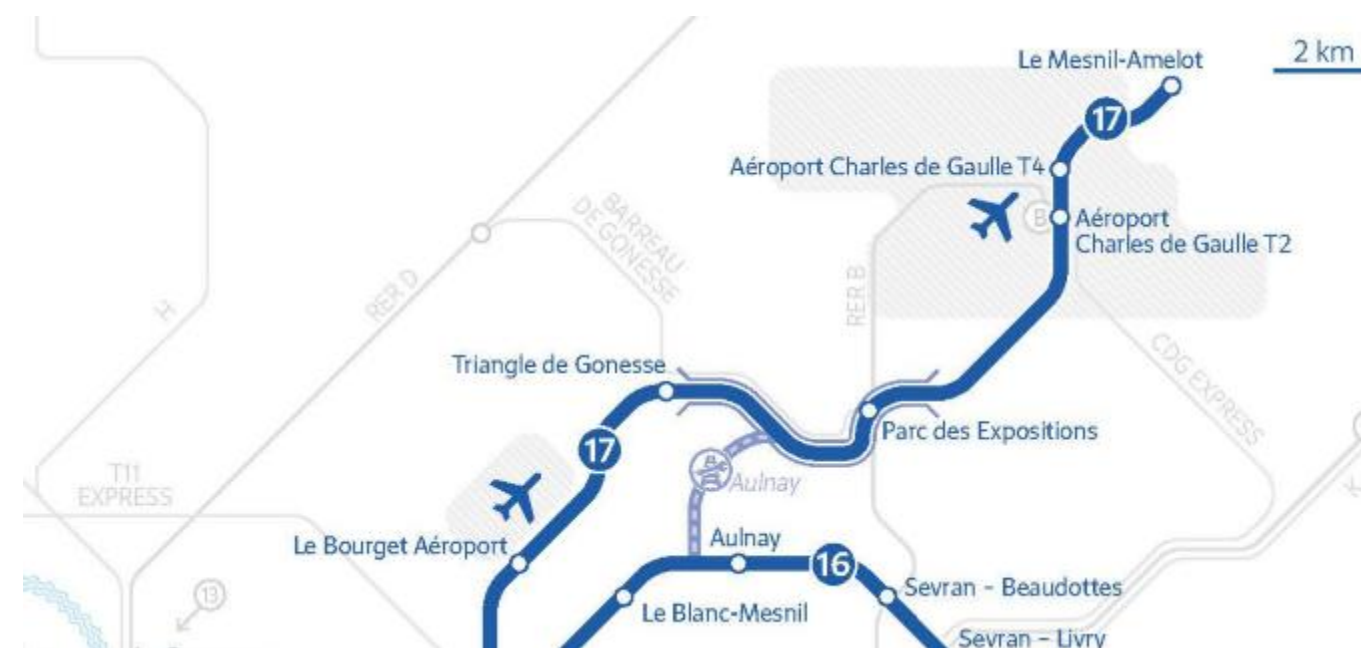 Le Mesnil-Amelot
2 km
17
Aéroport Charles de Gaulle T4
B
Aéroport
Charles de Gaulle T2
BARREAU
DE GONESSE
RER D
H
RER B
CDG EXPRESS
Triangle de Gonesse
17
Parc des Expositions
T11
EXPRESS
Aulnay
K
Le Bourget Aéroport
Aulnay
16
13
Sevran - Beaudottes
Le Blanc-Mesnil
Sevran - Livry